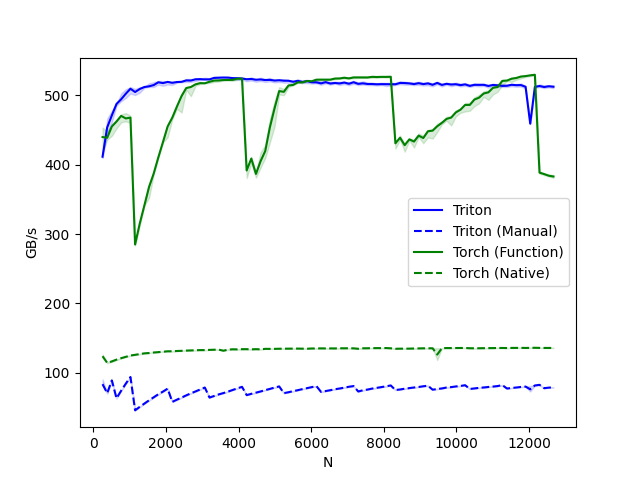 GB/s
500
400
300
200
100
Triton
Triton (Manual)
Torch (Function)
Torch (Native)
0
2000
4000
6000
8000
10000
12000
N